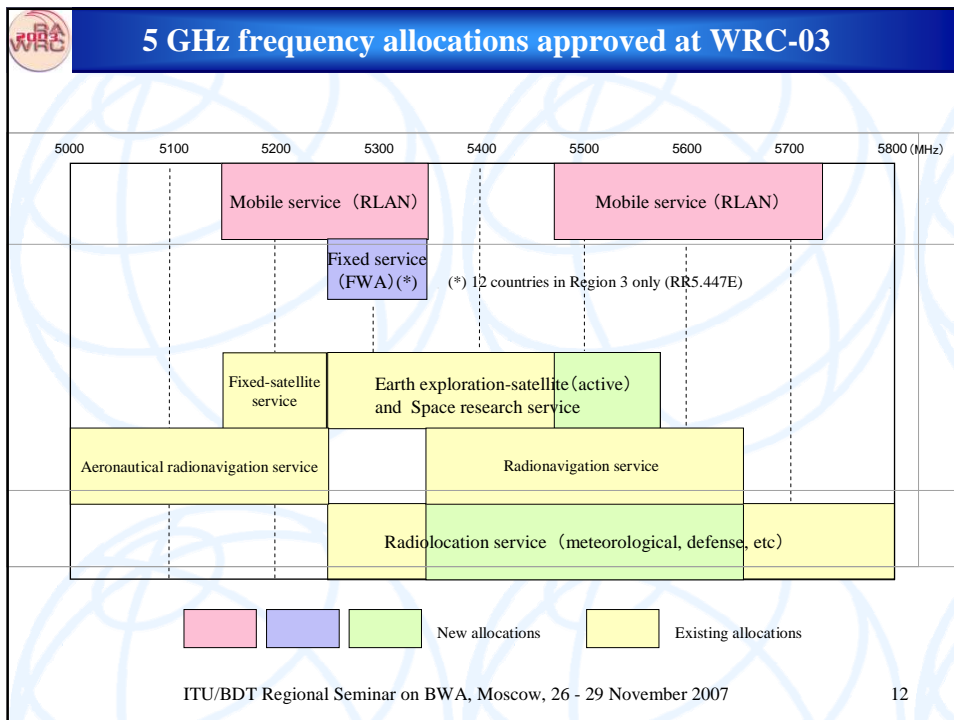 RA
2003
WRC
5 GHz frequency allocations approved at WRC-03
5000 5100 5200 5300 5400 5500 5600 5700 5800 (MHz)
Mobile service （RLAN）
Mobile service （RLAN）
Fixed service
（FWA）(*)
(*) 12 countries in Region 3 only (RR5.447E)
Fixed-satellite
service
Earth exploration-satellite（active）
and Space research service
Aeronautical radionavigation service
Radionavigation service
Radiolocation service （meteorological, defense, etc）
New allocations
Existing allocations
ITU/BDT Regional Seminar on BWA, Moscow, 26 - 29 November 2007
12